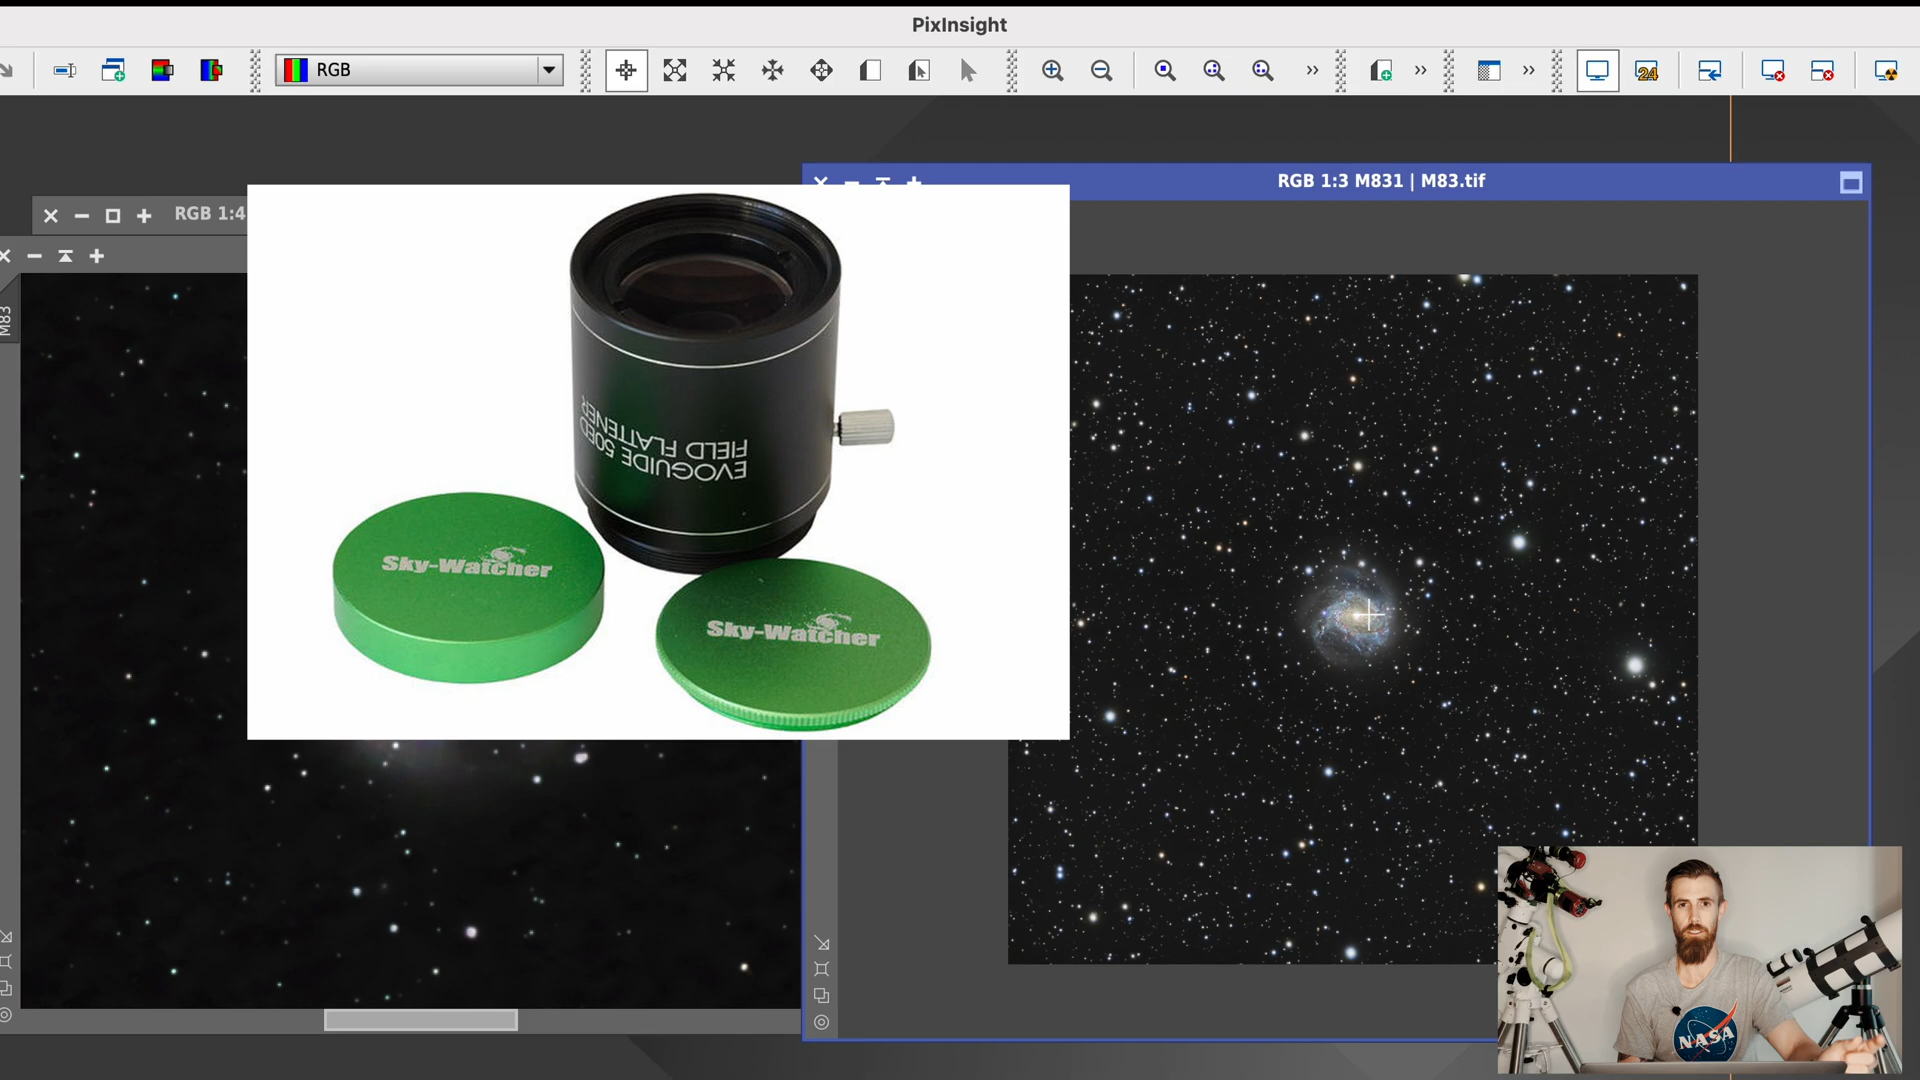 PixInsight
RGB
24
RGB 1:3 M831 | M83.tif
RGB 1:4
M83
EVOGUIDE 50ED
FIELD FLATTENER
Sky-Watcher
Sky-Watcher
NASA